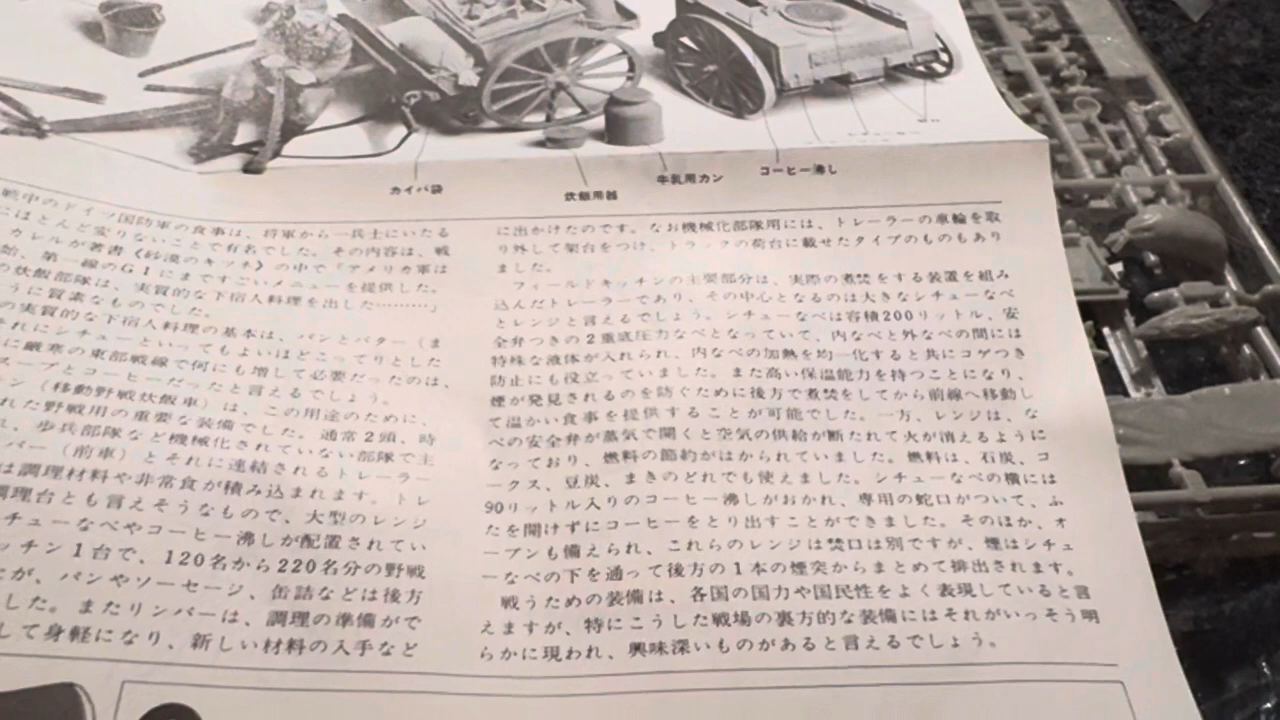 カイバ袋
炊飯用器
牛乳用カン
コーヒー沸し
戦中のドイツ国防軍の食事は、将軍から一兵士にいたる
にほとんど変りないことで有名でした。その内容は、戦
カレルが著書《砂漠のキツネ》の中で「アメリカ軍は
始、第一線のGIにまですごいメニューを提供した。
の炊飯部隊は、実質的な下宿人料理を出した………」
うに質素なものでした。
の実質的な下宿人料理の基本は、パンとバター（ま
それにシチューといってもよいほどこってりとした
に厳寒の東部戦線で何にも増して必要だったのは、
スープとコーヒーだったと言えるでしょう。
ン（移動野戦炊飯車）は、この用途のために、
れた野戦用の重要な装備でした。通常2頭、時
れ、歩兵部隊など機械化されていない部隊で主
バー（前車）とそれに連結されるトレーラー
は調理材料や非常食が積み込まれます。トレ
調理台とも言えそうなもので、大型のレンジ
チューなべやコーヒー沸しが配置されてい
ッチン1台で、120名から220名分の野戦
が、パンやソーセージ、缶詰などは後方
した。またリンバーは、調理の準備がで
して身軽になり、新しい材料の入手など
に出かけたのです。なお機械化部隊用には、トレーラーの車輪を取
り外して架台をつけ、トラックの荷台に載せたタイプのものもあり
ました。
フィールドキッチンの主要部分は、実際の煮焚をする装置を組み
込んだトレーラーであり、その中心となるのは大きなシチューなべ
とレンジと言えるでしょう。シチューなべは容積200リットル、安
全弁つきの2重底圧力なべとなっていて、内なべと外なべの間には
特殊な液体が入れられ、内なべの加熱を均一化すると共にコゲつき
防止にも役立っていました。また高い保温能力を持つことになり、
煙が発見されるのを防ぐために後方で煮焚をしてから前線へ移動し
て温かい食事を提供することが可能でした。一方、レンジは、な
べの安全弁が蒸気で開くと空気の供給が断たれて火が消えるように
なっており、燃料の節約がはかられていました。燃料は、石炭、コ
ークス、豆炭、まきのどれでも使えました。シチューなべの横には
90リットル入りのコーヒー沸しがおかれ、専用の蛇口がついて、ふ
たを開けずにコーヒーをとり出すことができました。そのほか、オ
ーブンも備えられ、これらのレンジは焚口は別ですが、煙はシチュ
ーなべの下を通って後方の1本の煙突からまとめて排出されます。
戦うための装備は、各国の国力や国民性をよく表現していると言
えますが、特にこうした戦場の裏方的な装備にはそれがいっそう明
らかに現われ、興味深いものがあると言えるでしょう。